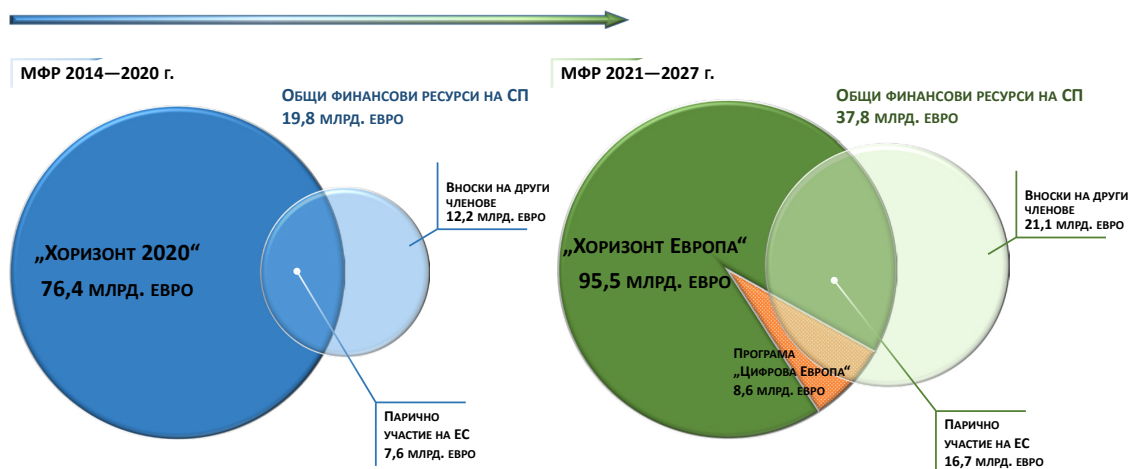 МФР 2014—2020 г.
Общи финансови ресурси на СП
19,8 млрд. евро
Вноски на други
членове
12,2 млрд. евро
„Хоризонт 2020“
76,4 млрд. евро
Парично
участие на ЕС
7,6 млрд. евро
МФР 2021—2027 г.
Общи финансови ресурси на СП
37,8 млрд. евро
Вноски на други
членове
21,1 млрд. евро
„Хоризонт Европа“
95,5 млрд. евро
Програма
„Цифрова Европа“
8,6 млрд. евро
Парично
участие на ЕС
16,7 млрд. евро